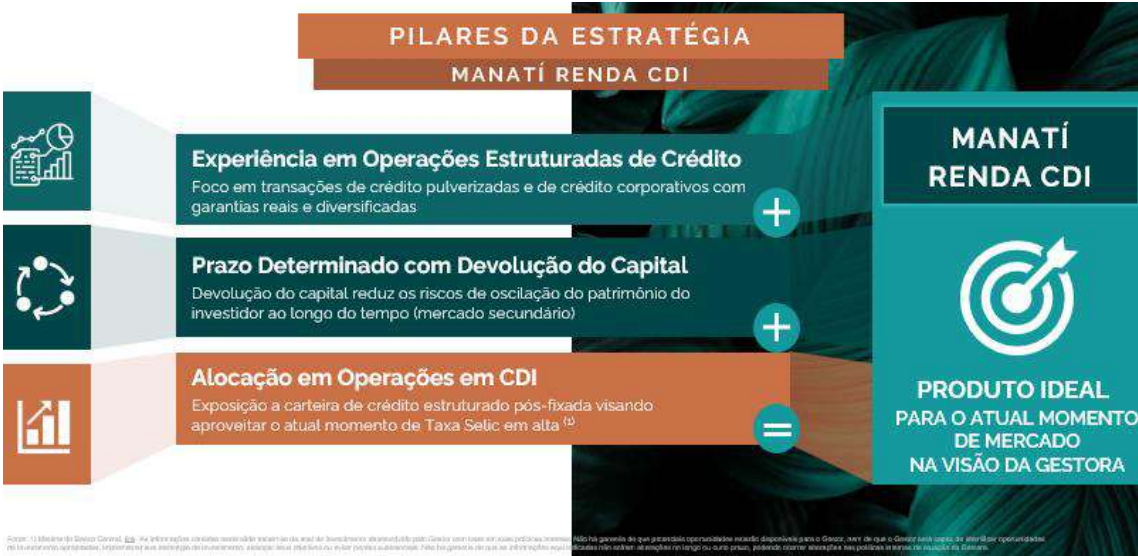 PILARES DA ESTRATÉGIA
MANATÍ RENDA CDI
Experiência em Operações Estruturadas de Crédito
Foco em transações de crédito pulverizadas e de crédito corporativos com
garantias reais e diversificadas
+
Prazo Determinado com Devolução do Capital
Devolução do capital reduz os riscos de oscilação do patrimônio do
investidor ao longo do tempo (mercado secundário)
+
Alocação em Operações em CDI
Exposição a carteira de crédito estruturado pós-fixada visando
aproveitar o atual momento de Taxa Selic em alta (1)
=
MANATÍ
RENDA CDI
PRODUTO IDEAL
PARA O ATUAL MOMENTO
DE MERCADO
NA VISÃO DA GESTORA